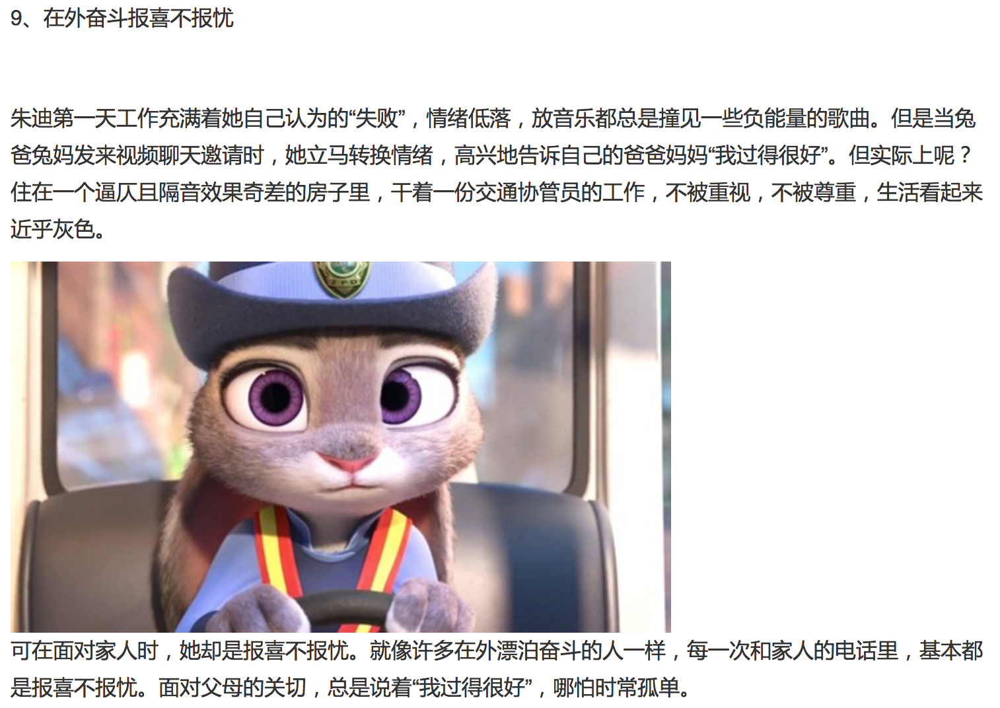 9、在外奋斗报喜不报忧
朱迪第一天工作充满着她自己认为的“失败”，情绪低落，放音乐都总是撞见一些负能量的歌曲。但是当兔
爸兔妈发来视频聊天邀请时，她立马转换情绪，高兴地告诉自己的爸爸妈妈“我过得很好”。但实际上呢？
住在一个逼仄且隔音效果奇差的房子里，干着一份交通协管员的工作，不被重视，不被尊重，生活看起来
近乎灰色。
ZPD
可在面对家人时，她却是报喜不报忧。就像许多在外漂泊奋斗的人一样，每一次和家人的电话里，基本都
是报喜不报忧。面对父母的关切，总是说着“我过得很好”，哪怕时常孤单。